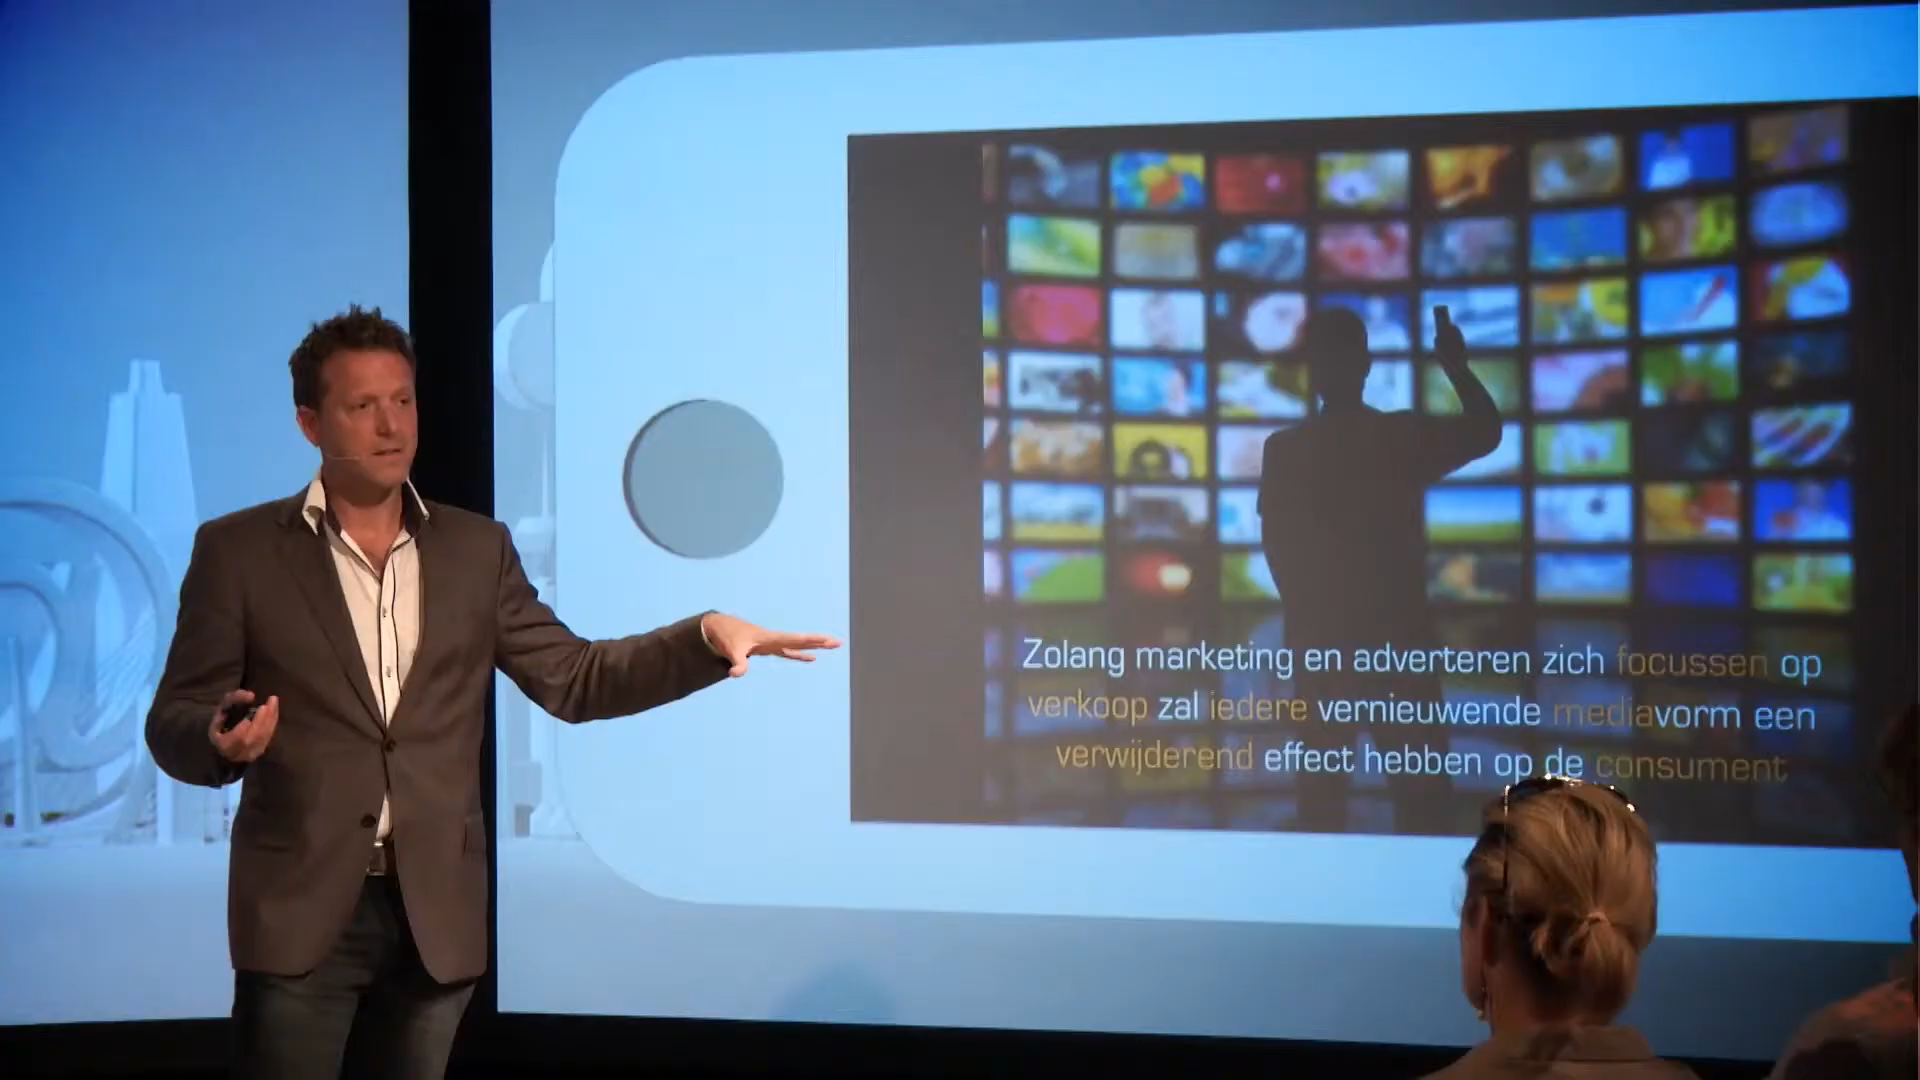 Zolang marketing en adverteren zich focussen op
verkoop zal iedere vernieuwende mediavorm een
verwijderend effect hebben op de consument